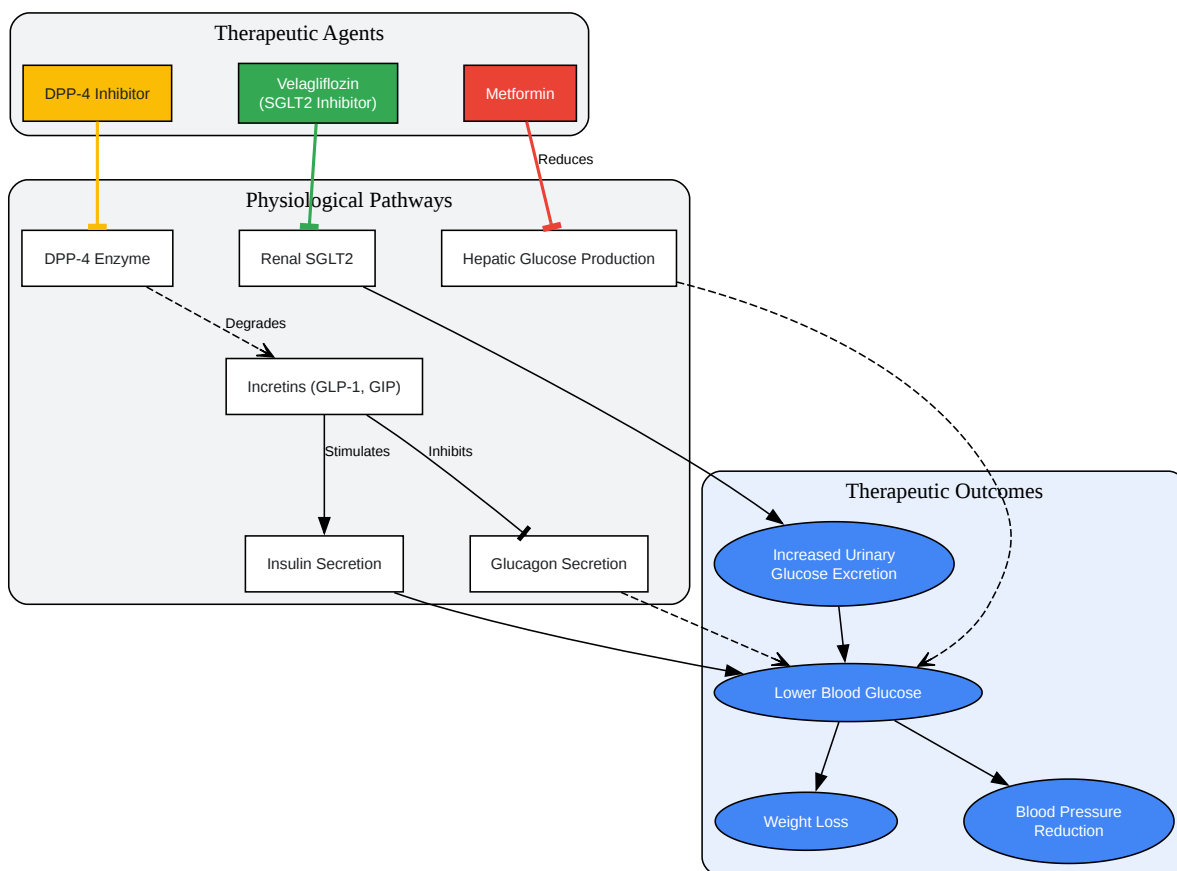 Therapeutic Agents
DPP-4 Inhibitor
Velagliflozin
(SGLT2 Inhibitor)
Metformin
Reduces
Physiological Pathways
DPP-4 Enzyme
Renal SGLT2
Hepatic Glucose Production
Degrades
Incretins (GLP-1, GIP)
Stimulates
Inhibits
Insulin Secretion
Glucagon Secretion
Therapeutic Outcomes
Increased Urinary
Glucose Excretion
Lower Blood Glucose
Weight Loss
Blood Pressure
Reduction